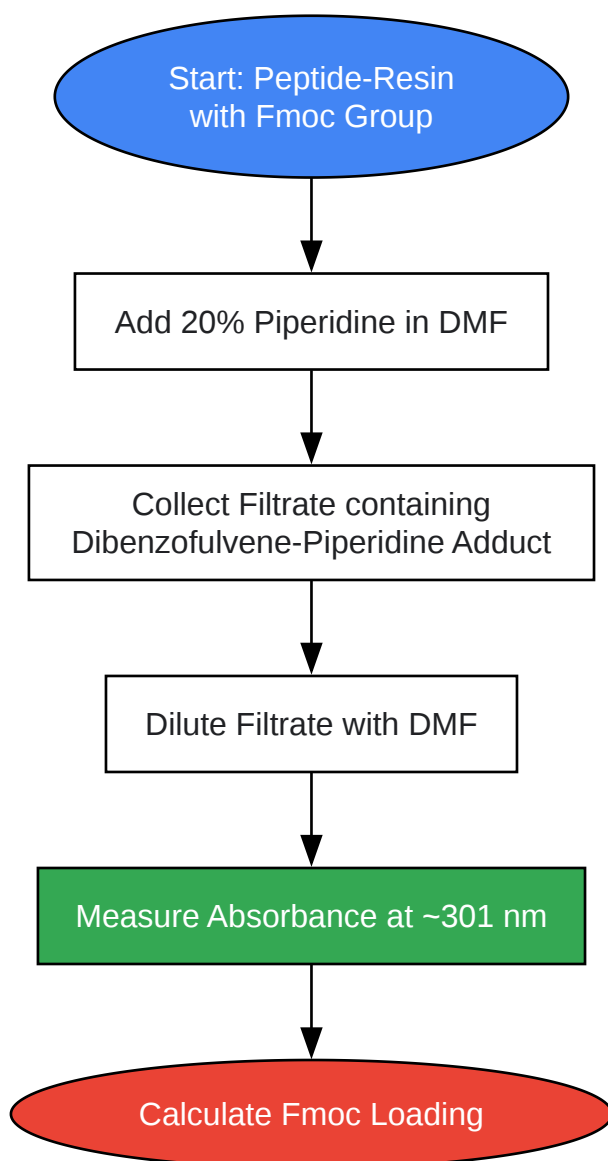 Start: Peptide-Resin
with Fmoc Group
Add 20% Piperidine in DMF
Collect Filtrate containing
Dibenzofulvene-Piperidine Adduct
Dilute Filtrate with DMF
Measure Absorbance at ~301 nm
Calculate Fmoc Loading